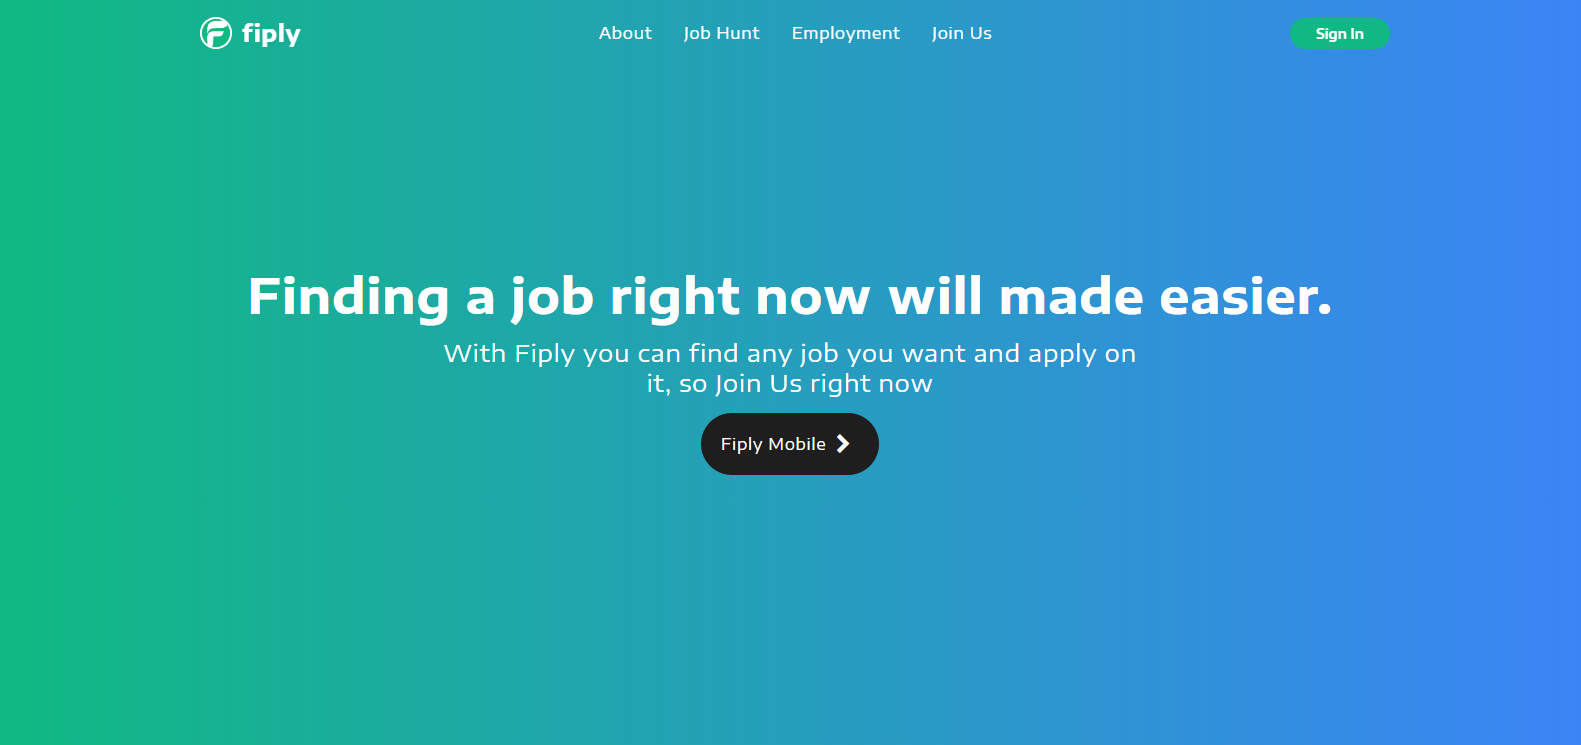 fiply
About
Job Hunt
Employment
Join Us
Sign In
Finding a job right now will made easier.
With Fiply you can find any job you want and apply on
it, so Join Us right now
Fiply Mobile